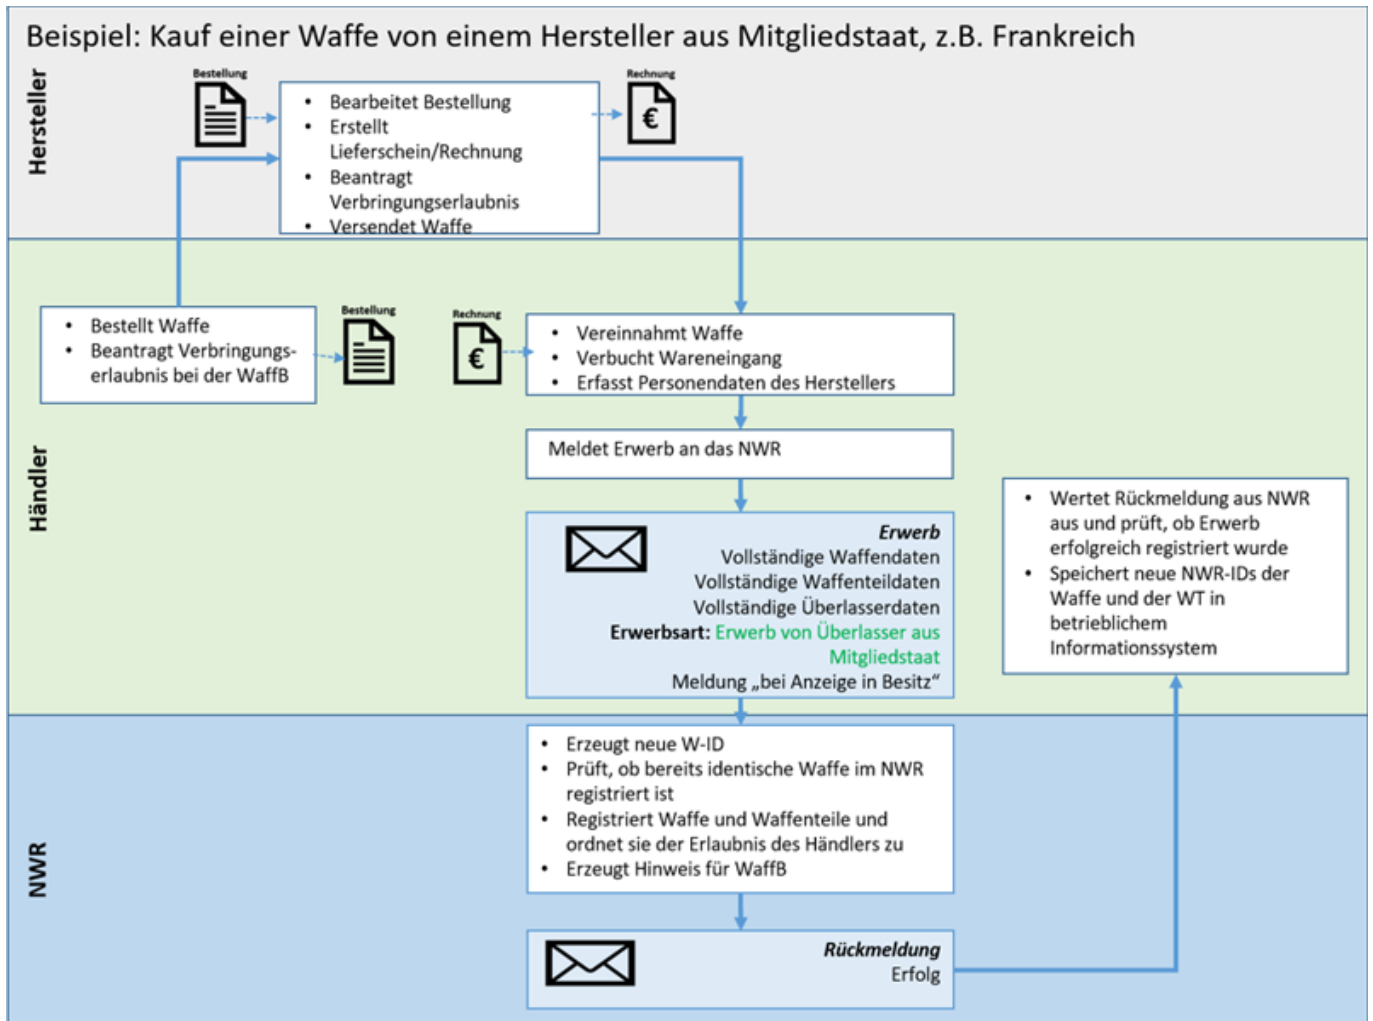 Beispiel: Kauf einer Waffe von einem Hersteller aus Mitgliedstaat, z.B. Frankreich
Hersteller
Bestellung
• Bearbeitet Bestellung
• Erstellt
Lieferschein/Rechnung
• Beantragt
Verbringungserlaubnis
• Versendet Waffe
Rechnung
€
Händler
• Bestellt Waffe
• Beantragt Verbringungs-
erlaubnis bei der WaffB
Bestellung
Rechnung
€
• Vereinnahmt Waffe
• Verbucht Wareneingang
• Erfasst Personendaten des Herstellers
Meldet Erwerb an das NWR
Erwerb
Vollständige Waffendaten
Vollständige Waffenteildaten
Vollständige Überlasserdaten
Erwerbsart: Erwerb von Überlasser aus
Mitgliedstaat
Meldung „bei Anzeige in Besitz“
• Wertet Rückmeldung aus NWR
aus und prüft, ob Erwerb
erfolgreich registriert wurde
• Speichert neue NWR-IDs der
Waffe und der WT in
betrieblichem
Informationssystem
NWR
• Erzeugt neue W-ID
• Prüft, ob bereits identische Waffe im NWR
registriert ist
• Registriert Waffe und Waffenteile und
ordnet sie der Erlaubnis des Händlers zu
• Erzeugt Hinweis für WaffB
Rückmeldung
Erfolg